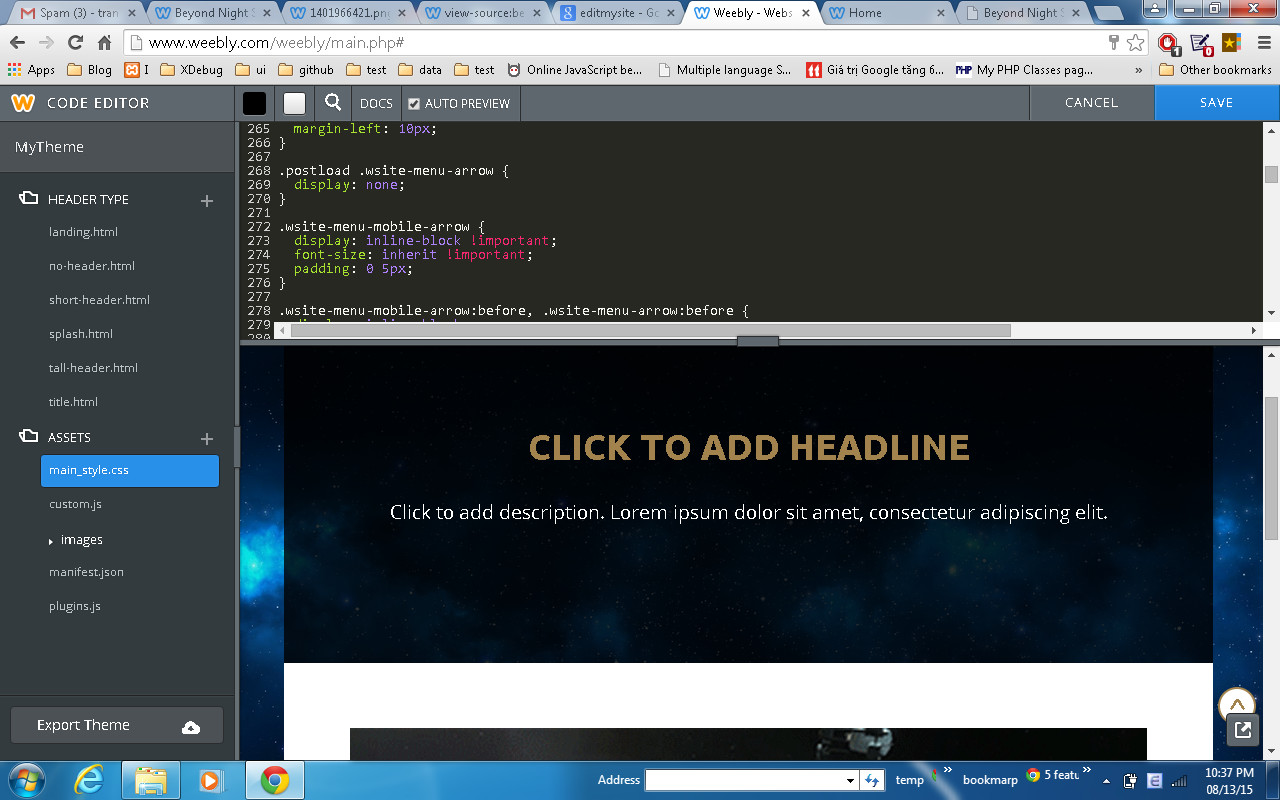 Spam (3) - tran
Beyond Night S
1401966421.png
view-source:be
editmysite - Go
Weebly - Webs
Home
Beyond Night S
www.weebly.com/weebly/main.php#
1
0
Apps
Blog
I
XDebug
ui
github
test
data
test
Online JavaScript be...
Multiple language S...
Giá trị Google tăng 6...
PHP
My PHP Classes pag...
»
Other bookmarks
CODE EDITOR
DOCS
AUTO PREVIEW
CANCEL
SAVE
MyTheme
HEADER TYPE
landing.html
no-header.html
short-header.html
splash.html
tall-header.html
title.html
ASSETS
main_style.css
custom.js
images
manifest.json
plugins.js
Export Theme
265 margin-left: 10px;
266 }
267
268 .postload .wsite-menu-arrow {
269 display: none;
270 }
271
272 .wsite-menu-mobile-arrow {
273 display: inline-block !important;
274 font-size: inherit !important;
275 padding: 0 5px;
276 }
277
278 .wsite-menu-mobile-arrow:before, .wsite-menu-arrow:before {
279
280
CLICK TO ADD HEADLINE
Click to add description. Lorem ipsum dolor sit amet, consectetur adipiscing elit.
Address
temp
»
bookmarp
5 featu
»
10:37 PM
08/13/15